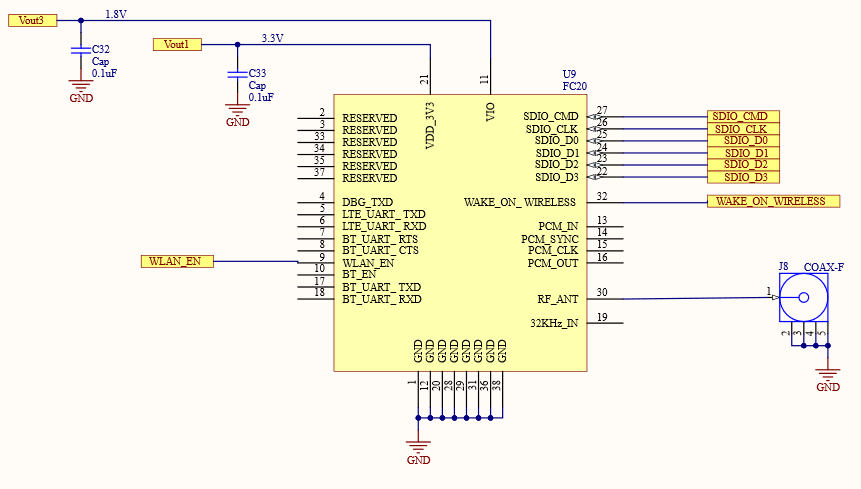 Vout3
1.8V
C32
Cap
0.1uF
GND
Vout1
3.3V
C33
Cap
0.1uF
GND
U9
FC20
21
VDD_3V3
11
VIO
2 RESERVED
3 RESERVED
33 RESERVED
34 RESERVED
35 RESERVED
37 RESERVED
4 DBG_TXD
5 LTE_UART_TXD
6 LTE_UART_RXD
7 BT_UART_RTS
8 BT_UART_CTS
WLAN_EN
9 WLAN_EN
10 BT_EN
17 BT_UART_TXD
18 BT_UART_RXD
SDIO_CMD 27 SDIO_CMD
SDIO_CLK 26 SDIO_CLK
SDIO_D0 25 SDIO_D0
SDIO_D1 24 SDIO_D1
SDIO_D2 23 SDIO_D2
SDIO_D3 22 SDIO_D3
WAKE_ON_WIRELESS 32 WAKE_ON_WIRELESS
PCM_IN 13
PCM_SYNC 14
PCM_CLK 15
PCM_OUT 16
RF_ANT 30
32KHz_IN 19
J8 COAX-F
1
2 3 4 5
GND
GND GND GND GND GND GND GND GND
1 12 20 28 29 31 36 38
GND